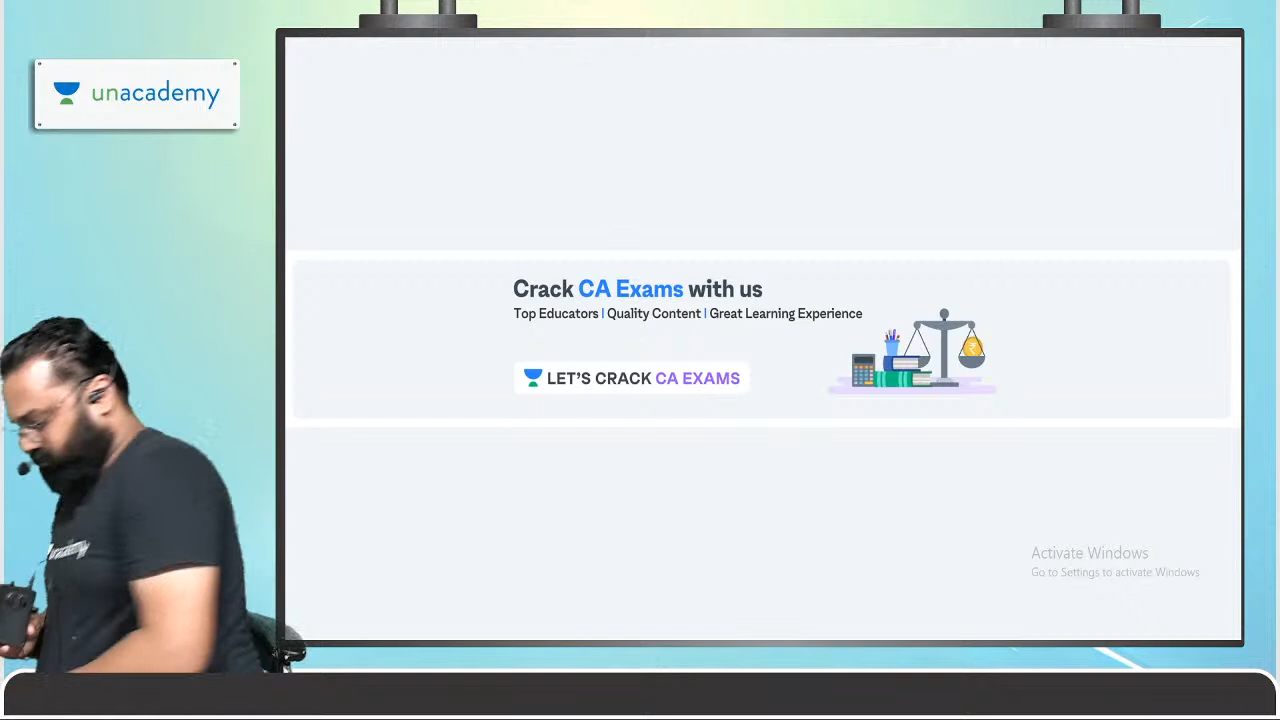 unacademy
Crack CA Exams with us
Top Educators | Quality Content | Great Learning Experience
LET'S CRACK CA EXAMS
Activate Windows
Go to Settings to activate Windows
unacademy